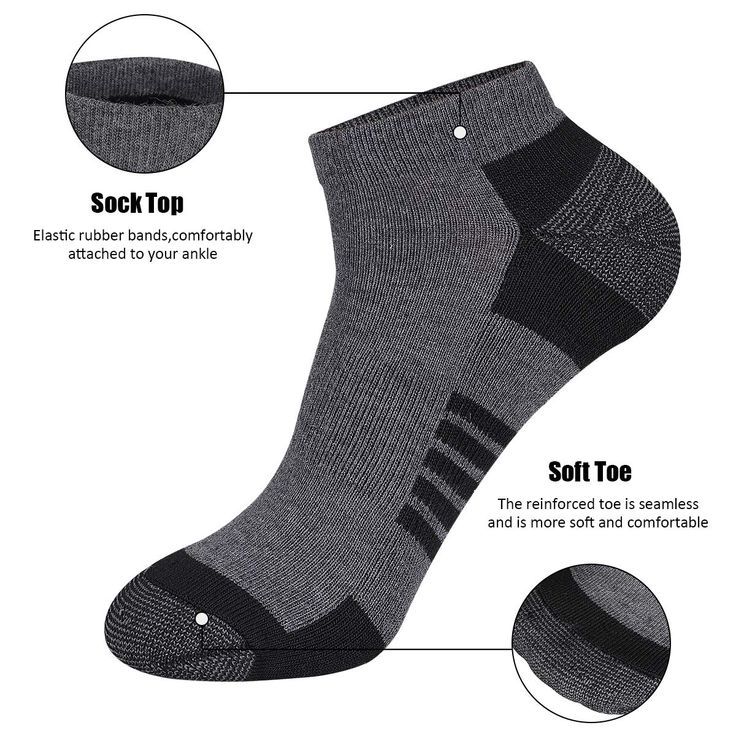 Sock Top
Elastic rubber bands,comfortably
attached to your ankle
Soft Toe
The reinforced toe is seamless
and is more soft and comfortable